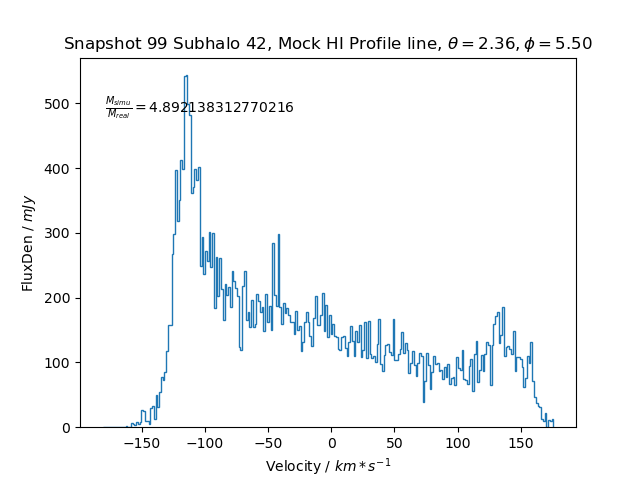 Snapshot 99 Subhalo 42, Mock HI Profile line, θ = 2.36, ϕ = 5.50
M_simu/M_real = 4.892138312770216
FluxDen / mJy
500
400
300
200
100
0
−150 −100 −50 0 50 100 150
Velocity / km * s⁻¹